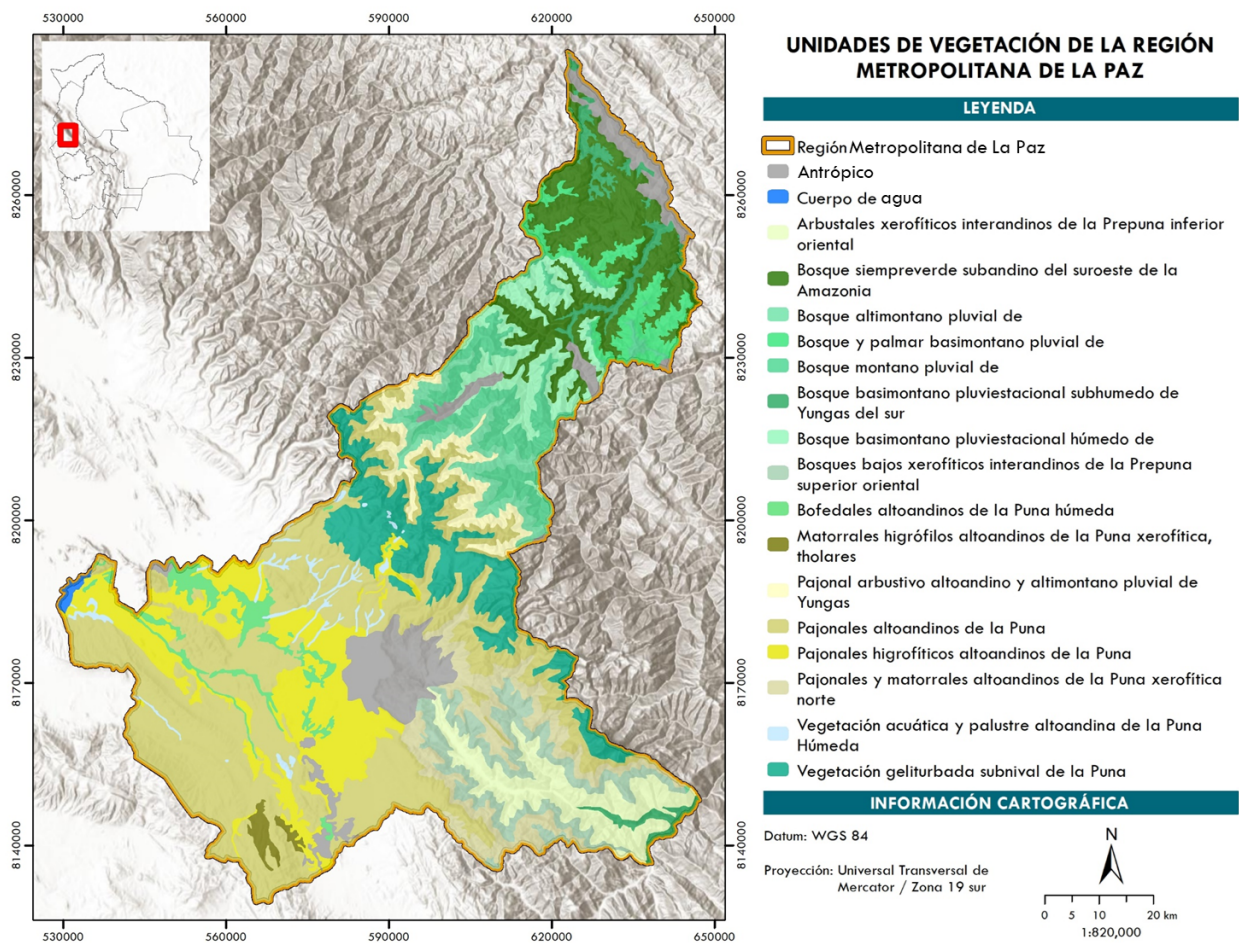 530000
560000
590000
620000
650000
8260000
8230000
8200000
8170000
8140000
8260000
8230000
8200000
8170000
8140000
530000
560000
590000
620000
650000
UNIDADES DE VEGETACIÓN DE LA REGIÓN
METROPOLITANA DE LA PAZ
LEYENDA
Región Metropolitana de La Paz
Antrópico
Cuerpo de agua
Arbustales xerofíticos interandinos de la Prepuna inferior
oriental
Bosque siempreverde subandino del suroeste de la
Amazonia
Bosque altimontano pluvial de
Bosque y palmar basimontano pluvial de
Bosque montano pluvial de
Bosque basimontano pluviestacional subhumedo de
Yungas del sur
Bosque basimontano pluviestacional húmedo de
Bosques bajos xerofíticos interandinos de la Prepuna
superior oriental
Bofedales altoandinos de la Puna húmeda
Matorrales higrófilos altoandinos de la Puna xerofítica,
tholares
Pajonal arbustivo altoandino y altimontano pluvial de
Yungas
Pajonales altoandinos de la Puna
Pajonales higrofíticos altoandinos de la Puna
Pajonales y matorrales altoandinos de la Puna xerofítica
norte
Vegetación acuática y palustre altoandina de la Puna
Húmeda
Vegetación geliturbada subnival de la Puna
INFORMACIÓN CARTOGRÁFICA
Datum: WGS 84
Proyección: Universal Transversal de
Mercator / Zona 19 sur
N
0 5 10 20 km
1:820,000